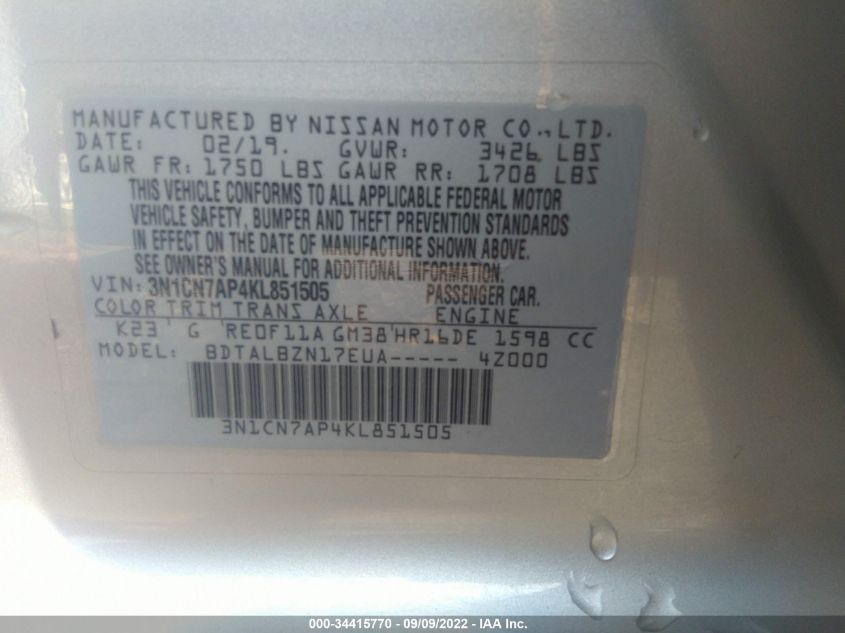 MANUFACTURED BY NISSAN MOTOR CO., LTD.
DATE: 02/19. GVWR: 3426 LBS
GAWR FR: 1750 LBS GAWR RR: 1708 LBS
THIS VEHICLE CONFORMS TO ALL APPLICABLE FEDERAL MOTOR
VEHICLE SAFETY, BUMPER AND THEFT PREVENTION STANDARDS
IN EFFECT ON THE DATE OF MANUFACTURE SHOWN ABOVE.
SEE OWNER'S MANUAL FOR ADDITIONAL INFORMATION.
VIN: 3N1CN7AP4KL851505 PASSENGER CAR.
COLOR TRIM TRANS AXLE ENGINE
K23 G RE0F11A GM38 HR16DE 1598 CC
MODEL: BDTALBZN17EUA----- 4Z000
3N1CN7AP4KL851505
000-34415770 - 09/09/2022 - IAA Inc.